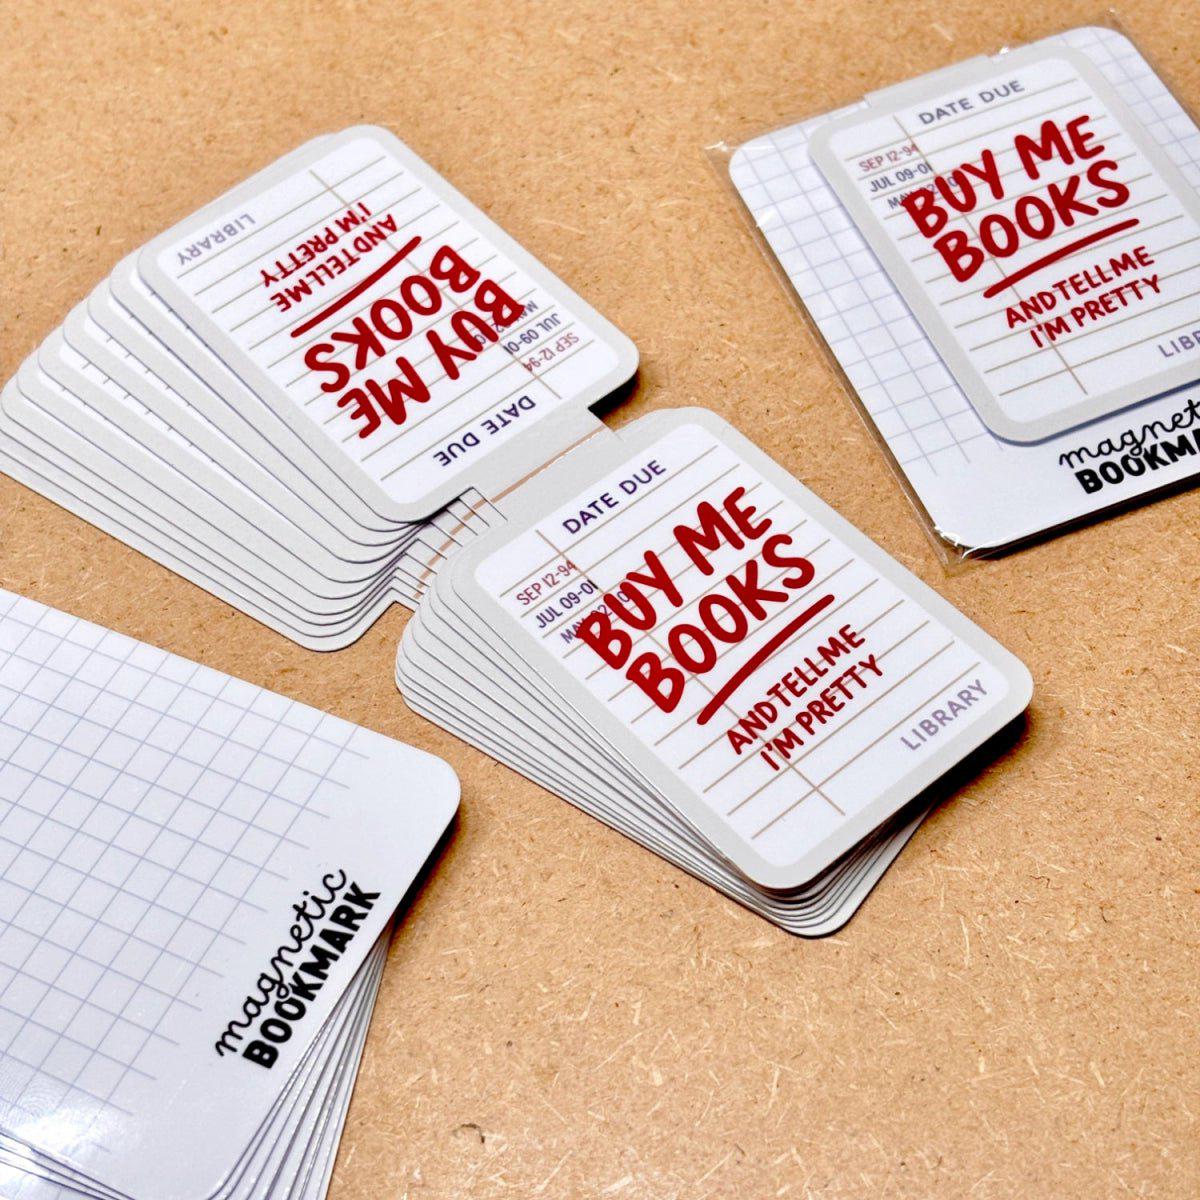 LIBRARY
AND TELL ME
I'M PRETTY
BUY ME
BOOKS
SEP 12-94
JUL 09-01
DATE DUE
DATE DUE
SEP 12-94
JUL 09-01
BUY ME
BOOKS
AND TELL ME
I'M PRETTY
LIBRARY
DATE DUE
SEP 12-94
JUL 09-01
BUY ME
BOOKS
AND TELL ME
I'M PRETTY
magnetic
BOOKMARK